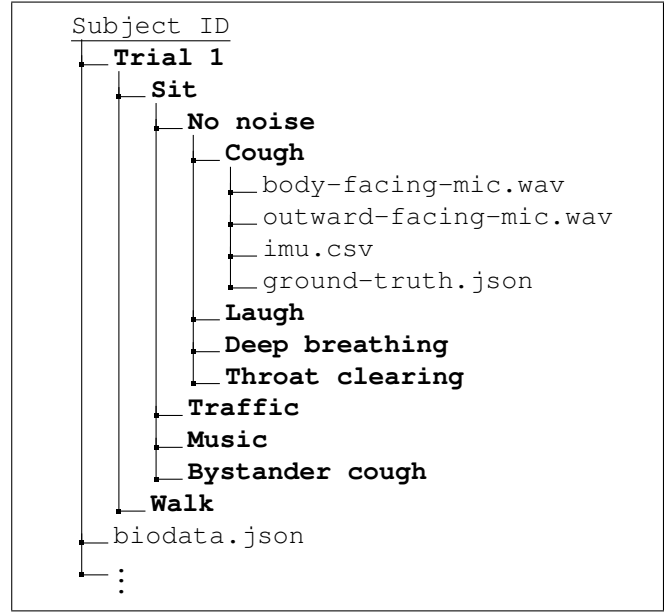 Subject ID
Trial 1
Sit
No noise
Cough
body-facing-mic.wav
outward-facing-mic.wav
imu.csv
ground-truth.json
Laugh
Deep breathing
Throat clearing
Traffic
Music
Bystander cough
Walk
biodata.json
⋮